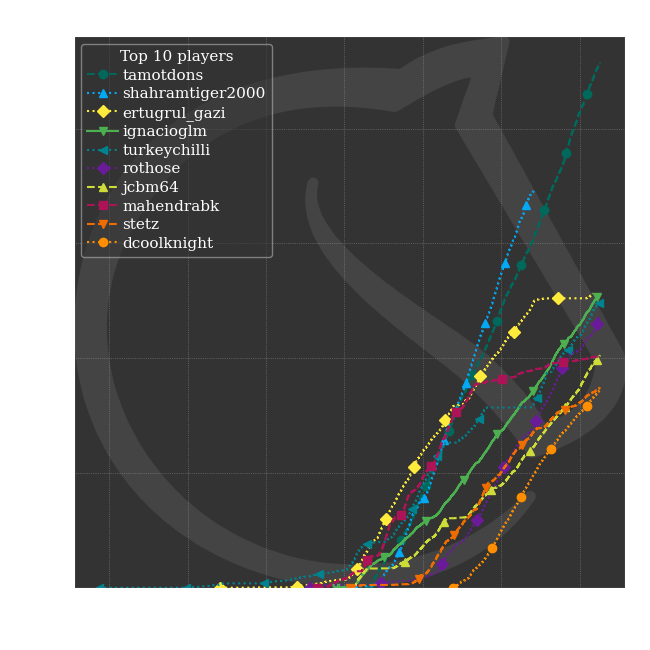 Top 10 players
tamotdons
shahramtiger2000
ertugrul_gazi
ignacioglm
turkeychilli
rothose
jcbm64
mahendrabk
stetz
dcoolknight